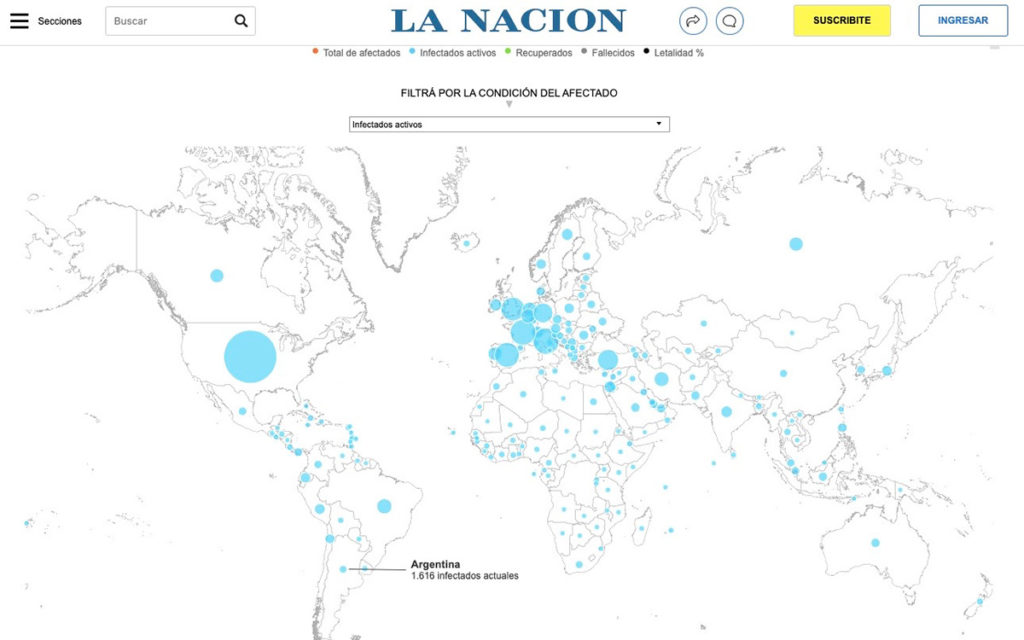 Secciones
Buscar
LA NACION
SUSCRIBITE
INGRESAR
Total de afectados
Infectados activos
Recuperados
Fallecidos
Letalidad %
FILTRÁ POR LA CONDICIÓN DEL AFECTADO
Infectados activos
Argentina
1.616 infectados actuales